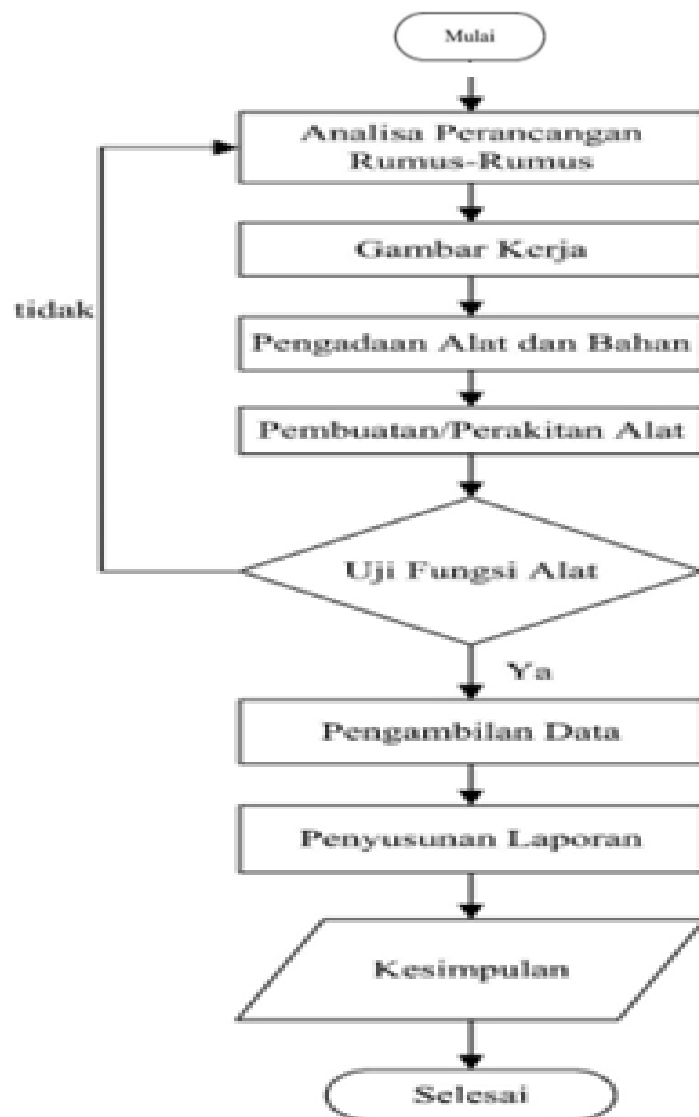 Mulai
Analisa Perancangan
Rumus-Rumus
Gambar Kerja
tidak
Pengadaan Alat dan Bahan
Pembuatan/Perakitan Alat
Uji Fungsi Alat
Ya
Pengambilan Data
Penyusunan Laporan
Kesimpulan
Selesai